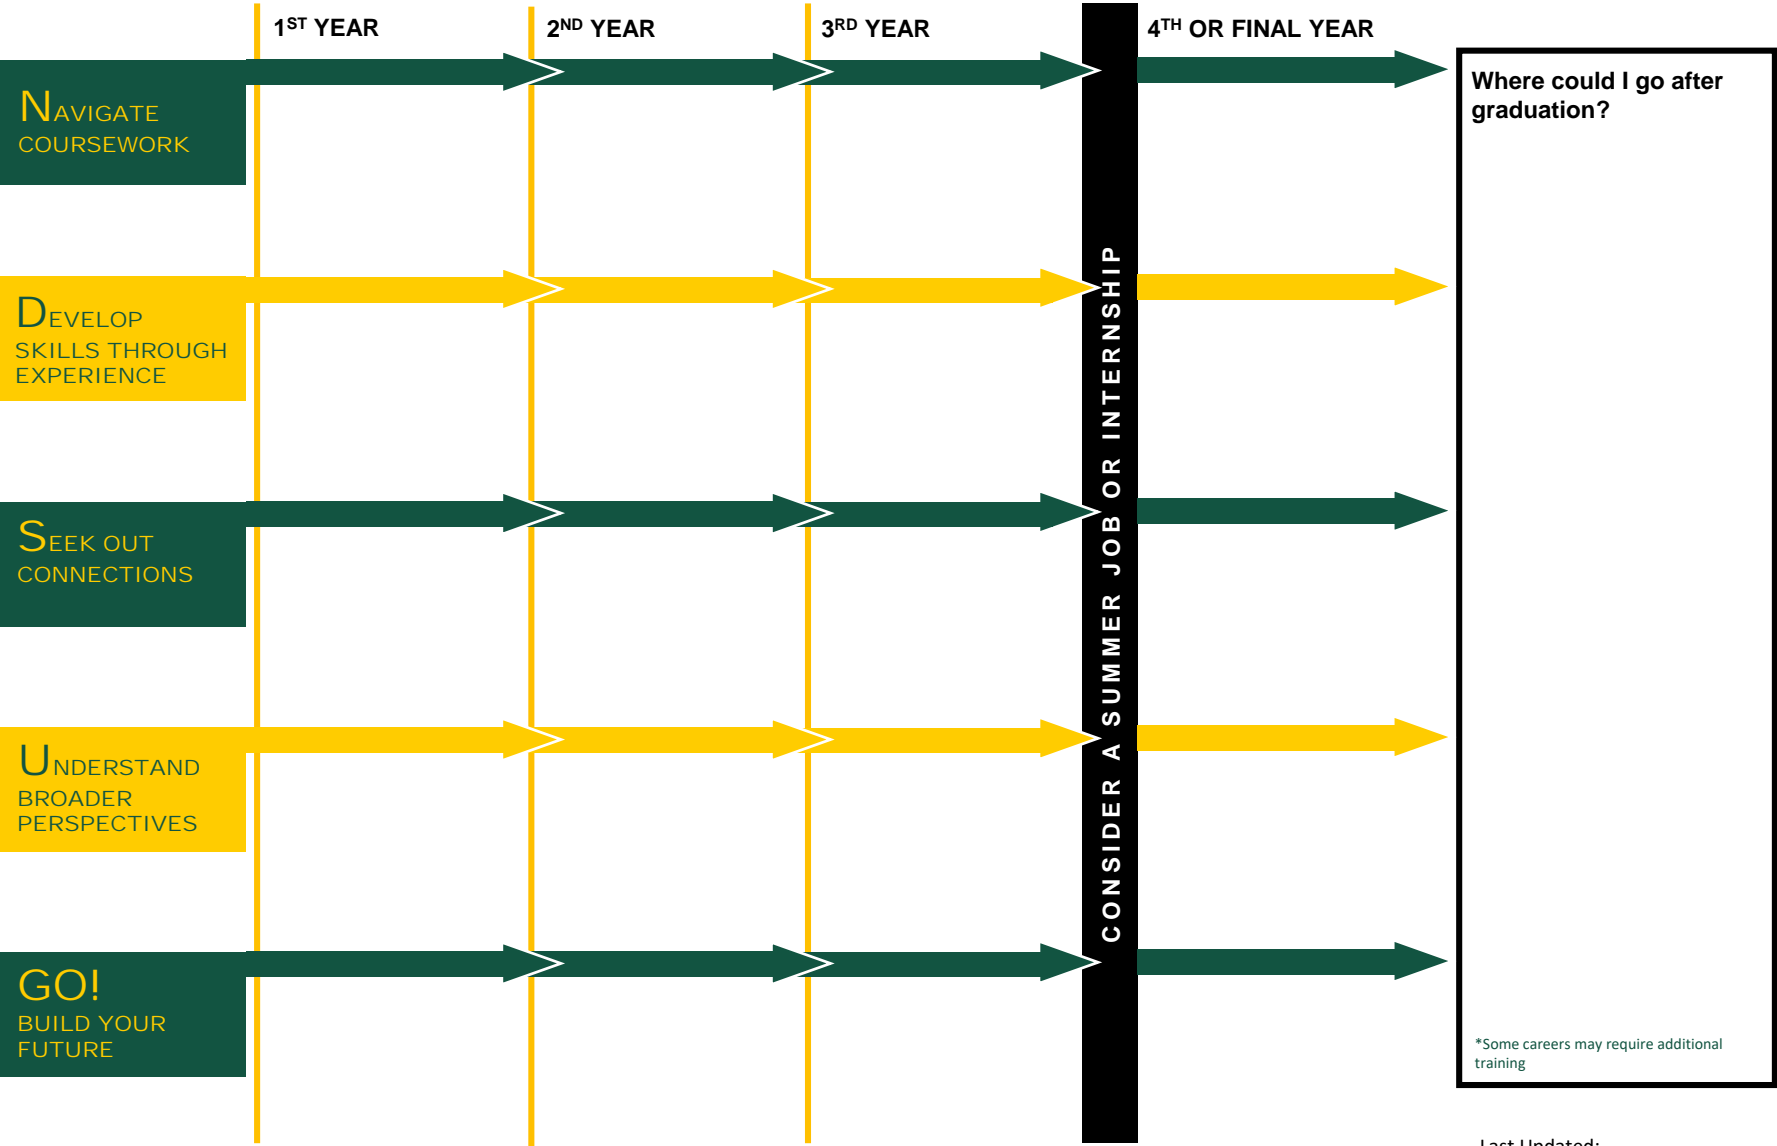 1ST YEAR
2ND YEAR
3RD YEAR
4TH OR FINAL YEAR
NAVIGATE
COURSEWORK
DEVELOP
SKILLS THROUGH
EXPERIENCE
SEEK OUT
CONNECTIONS
UNDERSTAND
BROADER
PERSPECTIVES
GO!
BUILD YOUR
FUTURE
CONSIDER A SUMMER JOB OR INTERNSHIP
Where could I go after
graduation?
*Some careers may require additional
training
Last Updated: